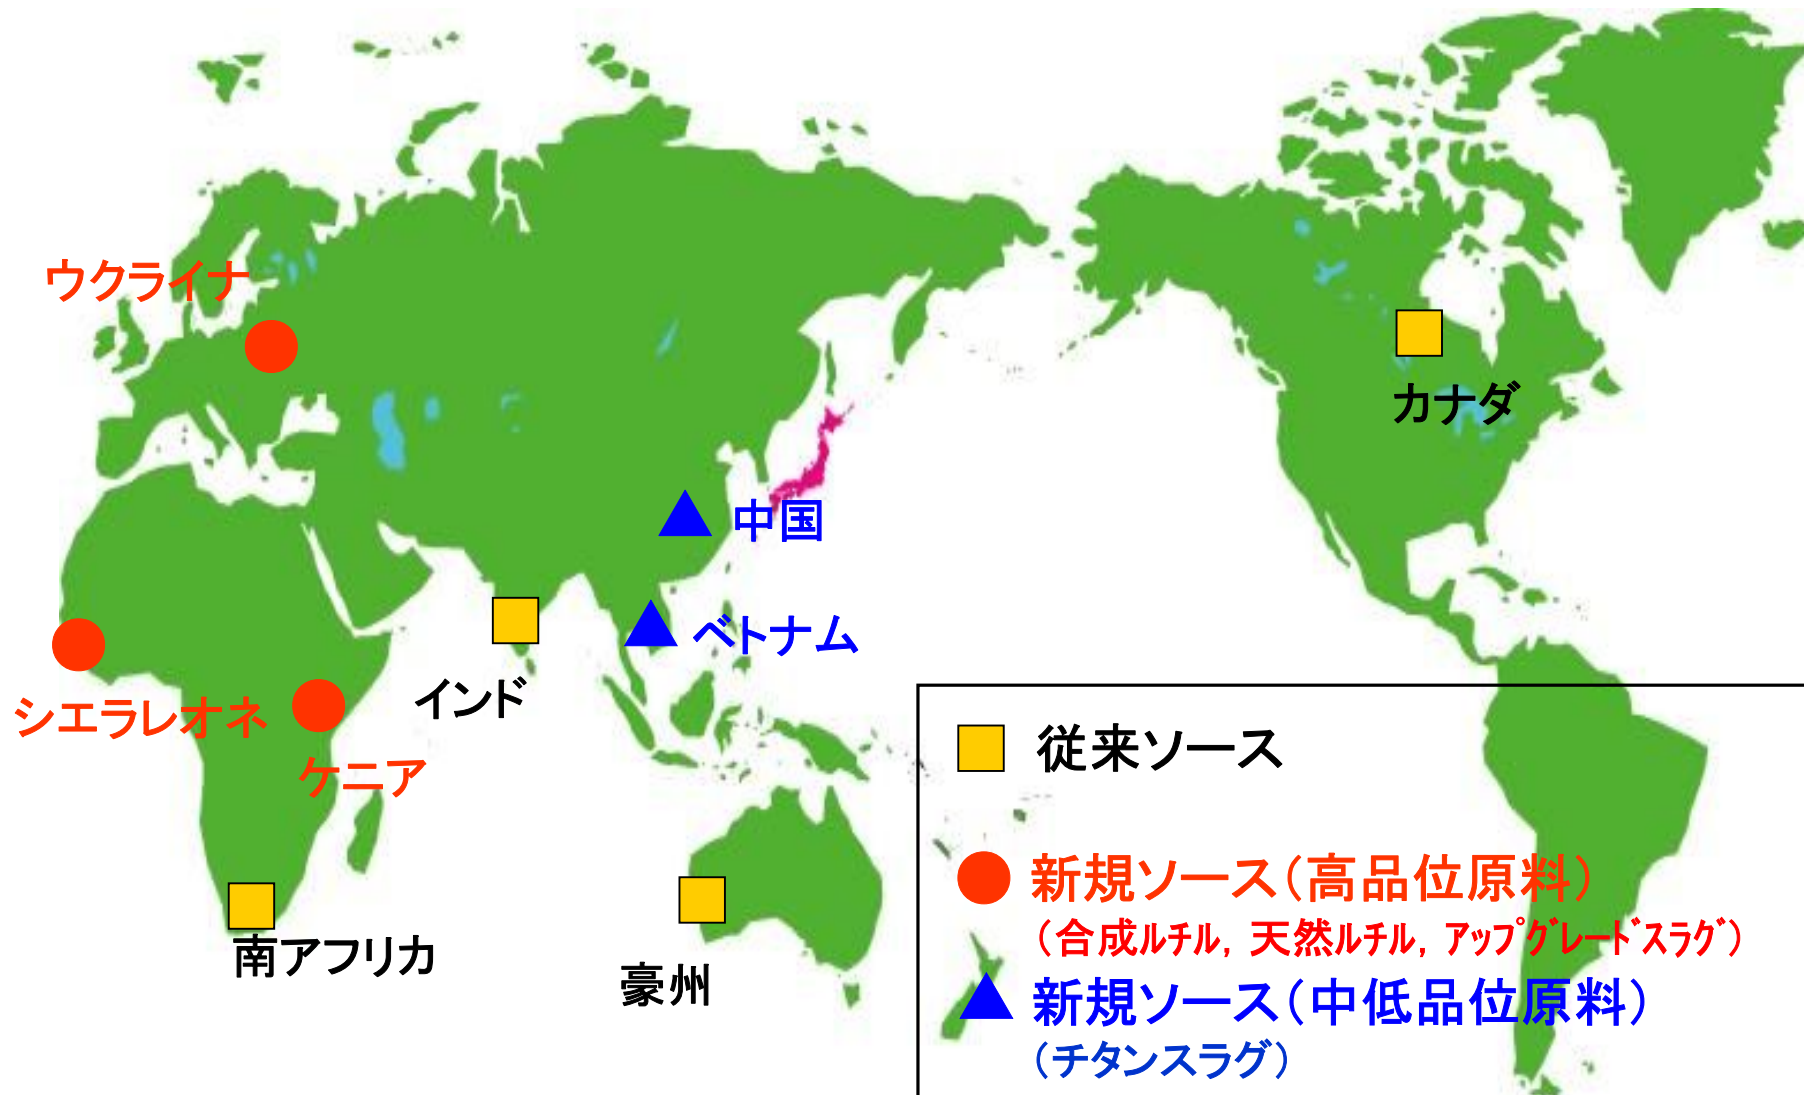 ウクライナ
カナダ
中国
ベトナム
インド
シエラレオネ
ケニア
南アフリカ
豪州
従来ソース
新規ソース（高品位原料）
（合成ﾙﾁﾙ, 天然ﾙﾁﾙ, ｱｯﾌﾟｸﾞﾚｰﾄﾞｽﾗｸﾞ）
新規ソース（中低品位原料）
（チタンスラグ）